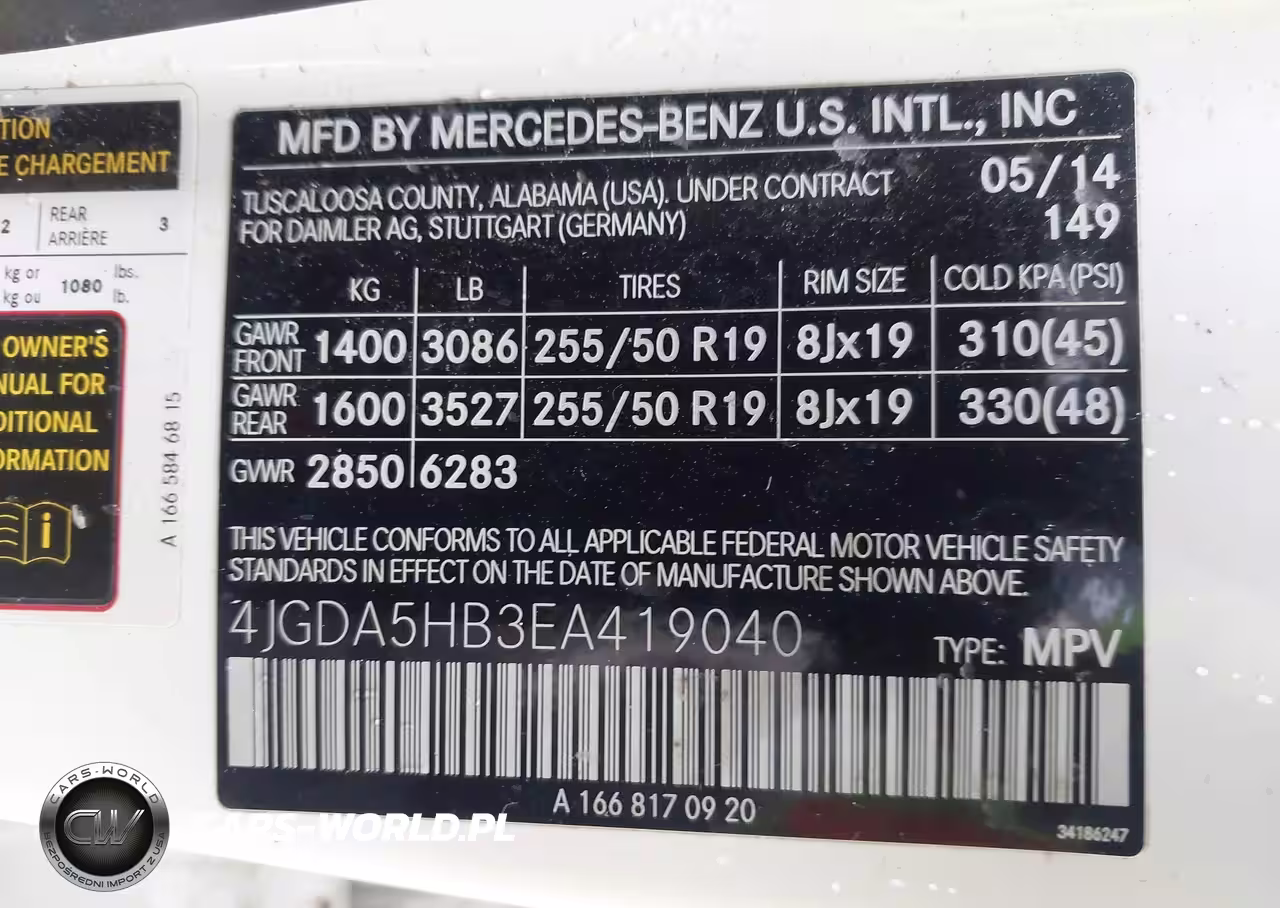 TION
E CHARGEMENT
2 REAR ARRIÈRE 3
kg or
kg ou 1080 lbs.
lb.
OWNER'S
NUAL FOR
DITIONAL
ORMATION
i
A 166 584 68 15
MFD BY MERCEDES-BENZ U.S. INTL., INC
TUSCALOOSA COUNTY, ALABAMA (USA). UNDER CONTRACT 05/14
FOR DAIMLER AG, STUTTGART (GERMANY) 149
KG LB TIRES RIM SIZE COLD KPA (PSI)
GAWR FRONT 1400 3086 255/50 R19 8Jx19 310(45)
GAWR REAR 1600 3527 255/50 R19 8Jx19 330(48)
GVWR 2850 6283
THIS VEHICLE CONFORMS TO ALL APPLICABLE FEDERAL MOTOR VEHICLE SAFETY
STANDARDS IN EFFECT ON THE DATE OF MANUFACTURE SHOWN ABOVE.
4JGDA5HB3EA419040 TYPE: MPV
A 166 817 09 20
34186247
CARS-WORLD
CW
BEZPOŚREDNI IMPORT Z USA
CARS-WORLD.PL